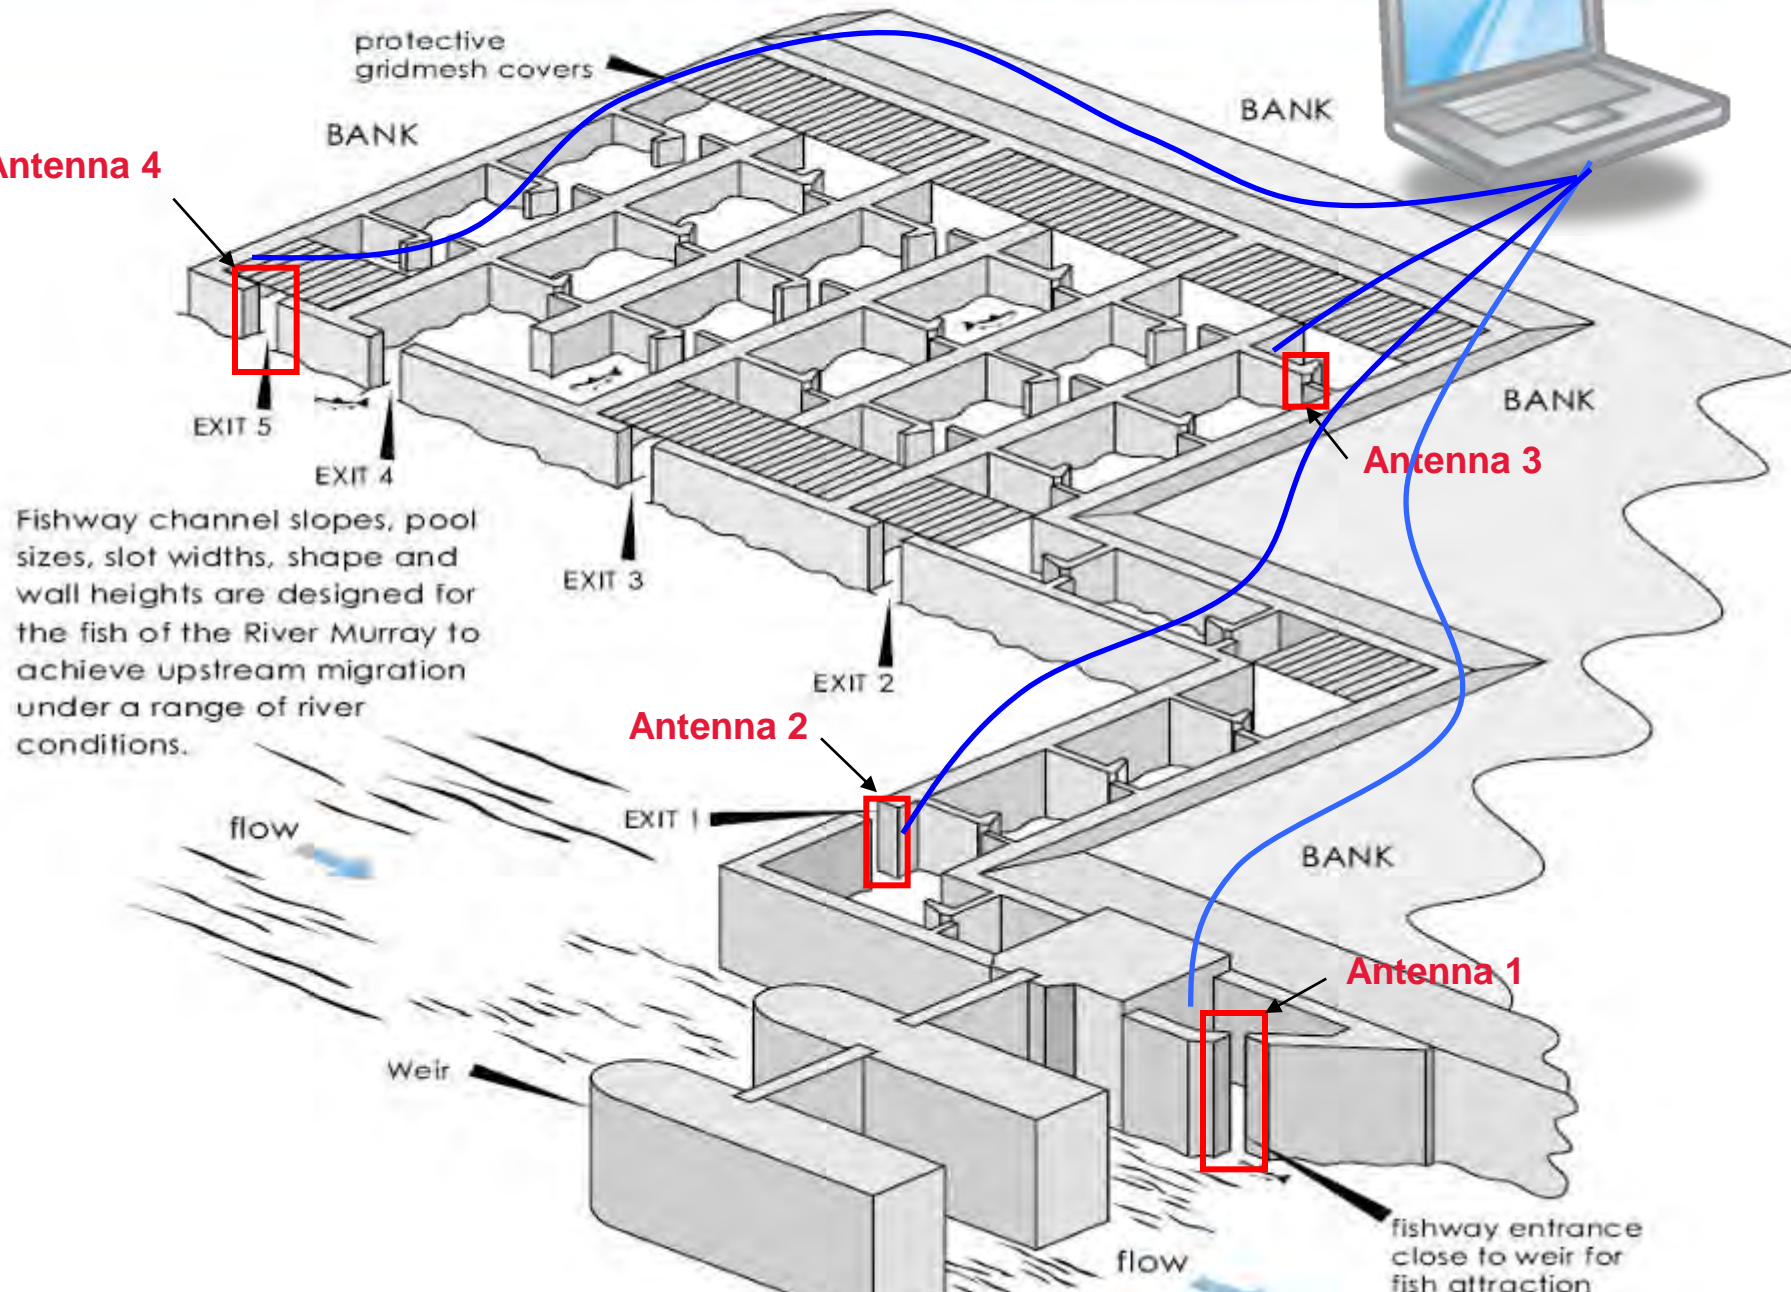 protective
gridmesh covers
BANK
BANK
Antenna 4
EXIT 5
EXIT 4
BANK
Antenna 3
Fishway channel slopes, pool
sizes, slot widths, shape and
wall heights are designed for
the fish of the River Murray to
achieve upstream migration
under a range of river
conditions.
EXIT 3
EXIT 2
Antenna 2
EXIT 1
flow
BANK
Antenna 1
Weir
fishway entrance
close to weir for
fish attraction
flow